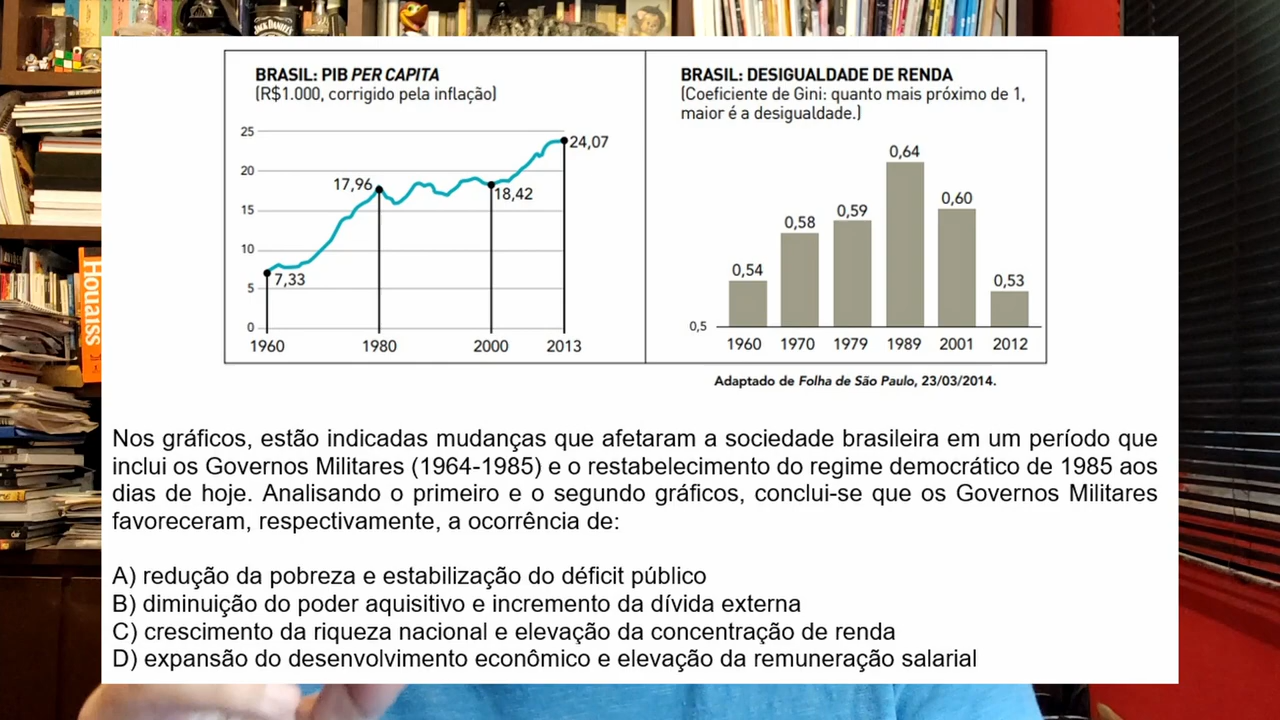 JACK DANIEL'S
Houaiss
BRASIL: PIB PER CAPITA
(R$1.000, corrigido pela inflação)
25
20
15
10
5
0
7,33
17,96
18,42
24,07
1960
1980
2000
2013
BRASIL: DESIGUALDADE DE RENDA
(Coeficiente de Gini: quanto mais próximo de 1,
maior é a desigualdade.)
0,54
0,58
0,59
0,64
0,60
0,53
0,5
1960
1970
1979
1989
2001
2012
Adaptado de Folha de São Paulo, 23/03/2014.
Nos gráficos, estão indicadas mudanças que afetaram a sociedade brasileira em um período que
inclui os Governos Militares (1964-1985) e o restabelecimento do regime democrático de 1985 aos
dias de hoje. Analisando o primeiro e o segundo gráficos, conclui-se que os Governos Militares
favoreceram, respectivamente, a ocorrência de:
A) redução da pobreza e estabilização do déficit público
B) diminuição do poder aquisitivo e incremento da dívida externa
C) crescimento da riqueza nacional e elevação da concentração de renda
D) expansão do desenvolvimento econômico e elevação da remuneração salarial